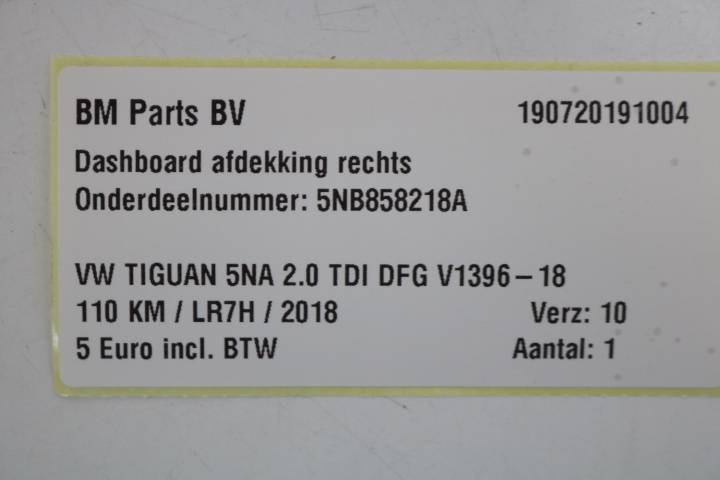 BM Parts BV 190720191004
Dashboard afdekking rechts
Onderdeelnummer: 5NB858218A
VW TIGUAN 5NA 2.0 TDI DFG V1396-18
110 KM / LR7H / 2018 Verz: 10
5 Euro incl. BTW Aantal: 1